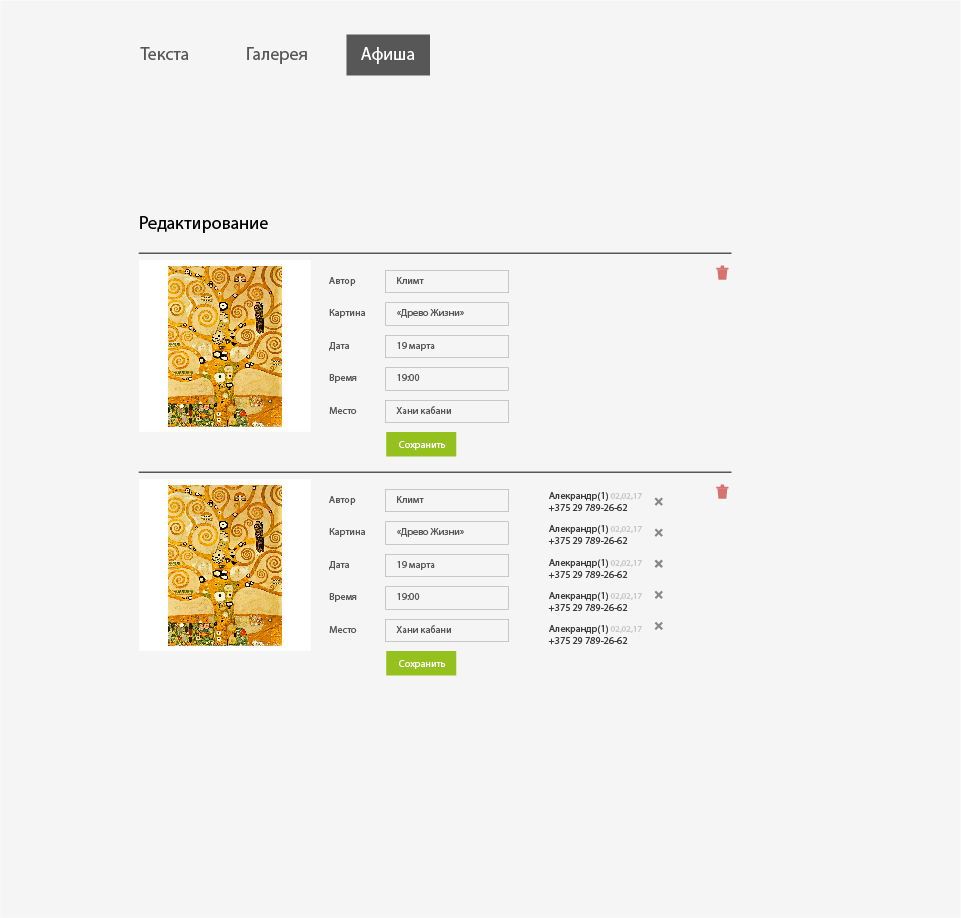 Текста Галерея Афиша
Редактирование
Автор Климт
Картина «Древо Жизни»
Дата 19 марта
Время 19:00
Место Хани кабани
Сохранить
Автор Климт
Картина «Древо Жизни»
Дата 19 марта
Время 19:00
Место Хани кабани
Сохранить
Алекрандр(1) 02,02,17
+375 29 789-26-62
Алекрандр(1) 02,02,17
+375 29 789-26-62
Алекрандр(1) 02,02,17
+375 29 789-26-62
Алекрандр(1) 02,02,17
+375 29 789-26-62
Алекрандр(1) 02,02,17
+375 29 789-26-62